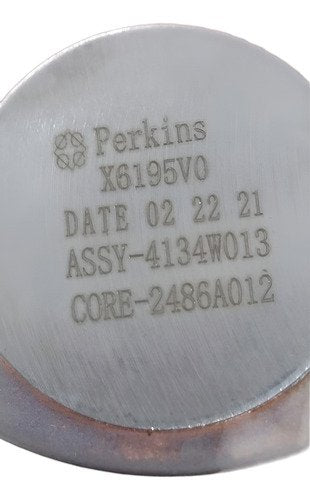 Perkins
X6195V0
DATE 02 22 21
ASSY-4134W013
CORE-2486A012